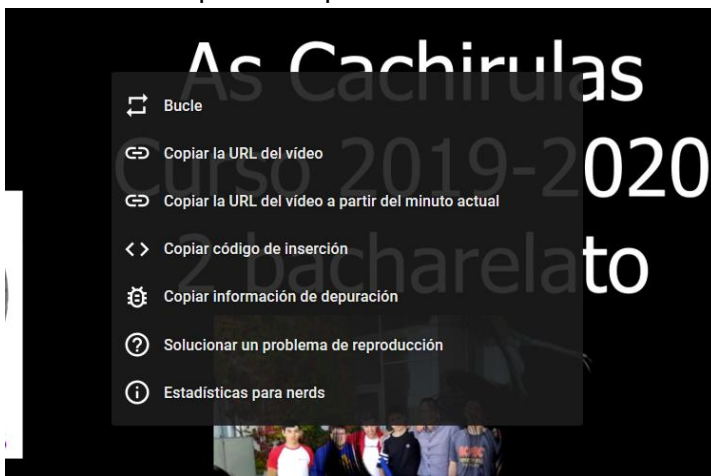 As Cachirulas
Curso 2019-2020
2 bacharelato
Bucle
Copiar la URL del vídeo
Copiar la URL del vídeo a partir del minuto actual
Copiar código de inserción
Copiar información de depuración
Solucionar un problema de reproducción
Estadísticas para nerds